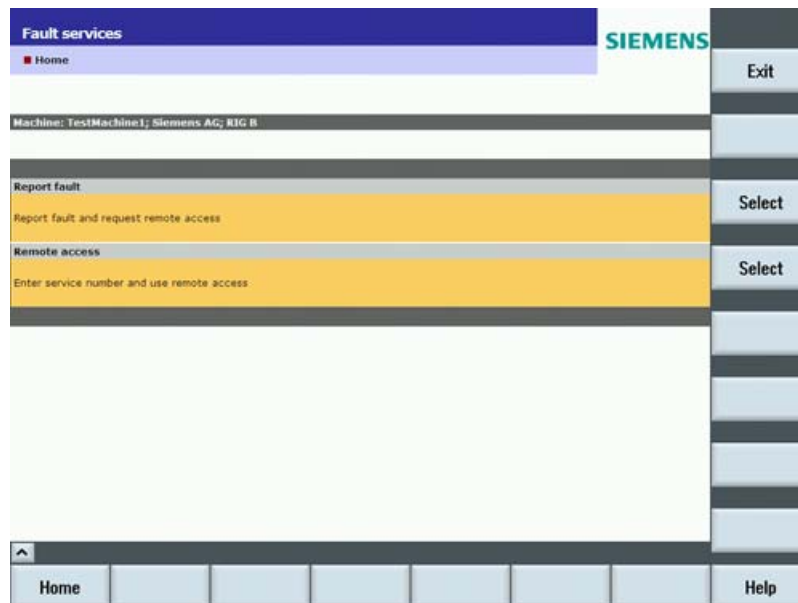 Fault services
SIEMENS
Home
Exit
Machine: TestMachine1; Siemens AG; RIG B
Report fault
Select
Report fault and request remote access
Remote access
Select
Enter service number and use remote access
Home
Help